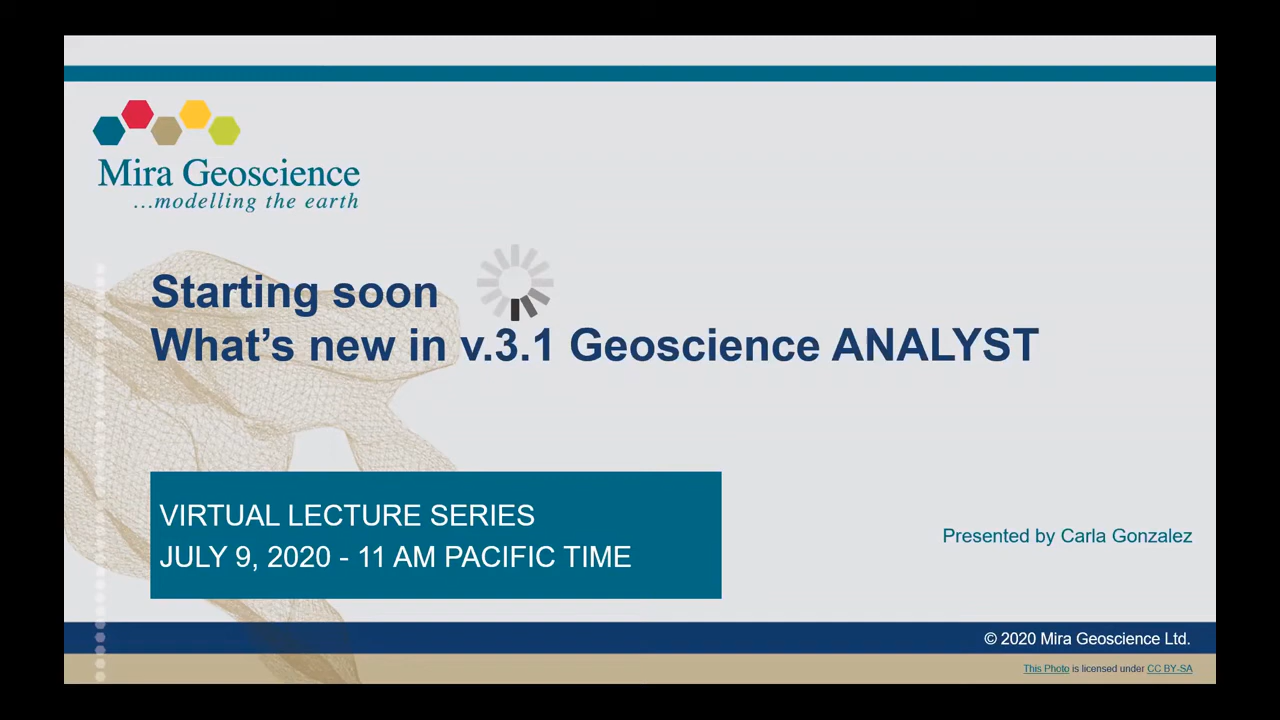 Mira Geoscience
...modelling the earth
Starting soon
What's new in v.3.1 Geoscience ANALYST
VIRTUAL LECTURE SERIES
JULY 9, 2020 - 11 AM PACIFIC TIME
Presented by Carla Gonzalez
© 2020 Mira Geoscience Ltd.
This Photo is licensed under CC BY-SA